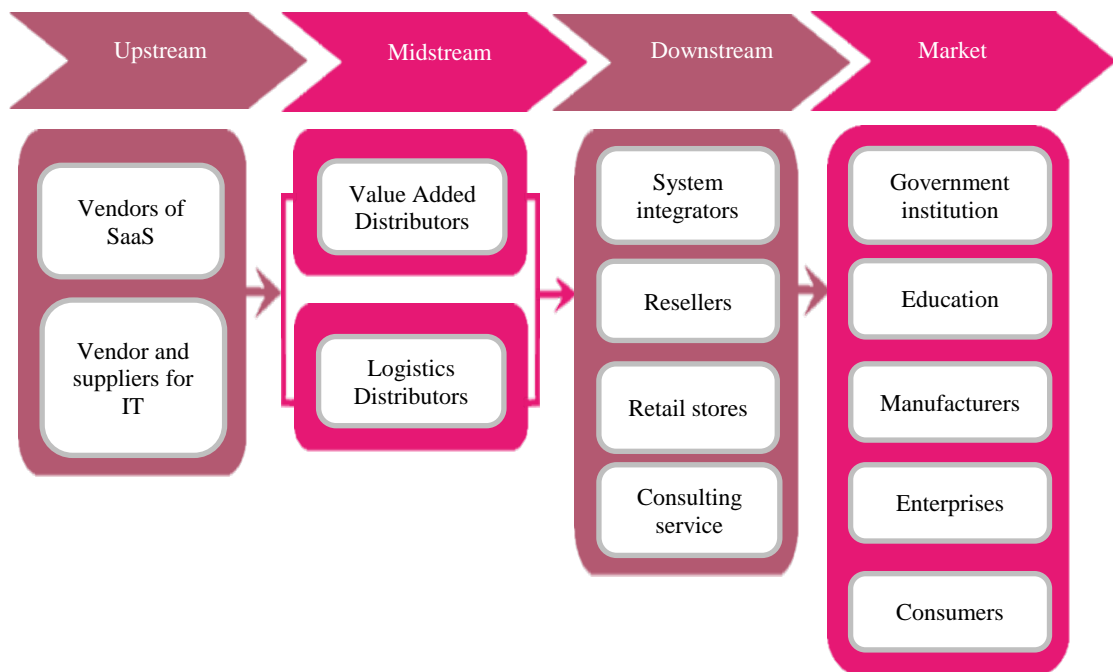 Upstream
Midstream
Downstream
Market
Vendors of
SaaS
Vendor and
suppliers for
IT
Value Added
Distributors
Logistics
Distributors
System
integrators
Resellers
Retail stores
Consulting
service
Government
institution
Education
Manufacturers
Enterprises
Consumers